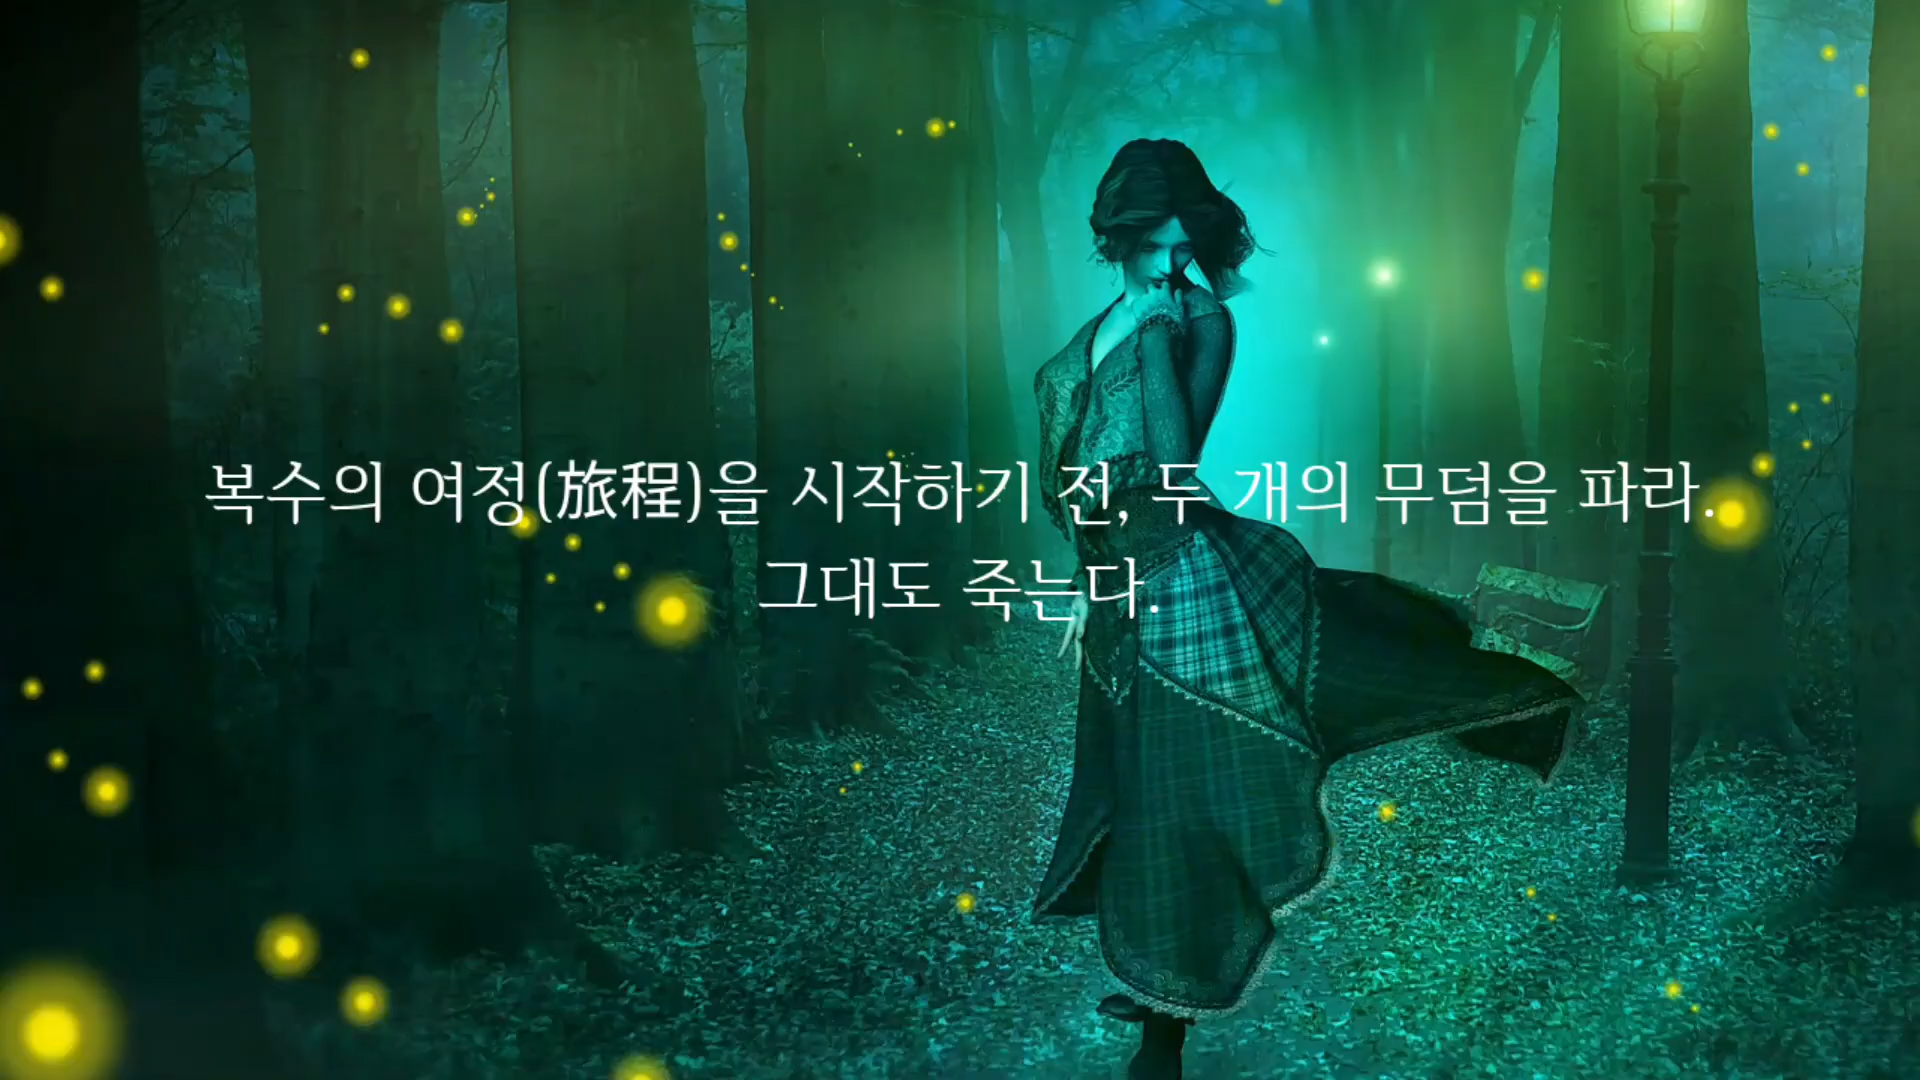 복수의 여정(旅程)을 시작하기 전, 두 개의 무덤을 파라.
그대도 죽는다.